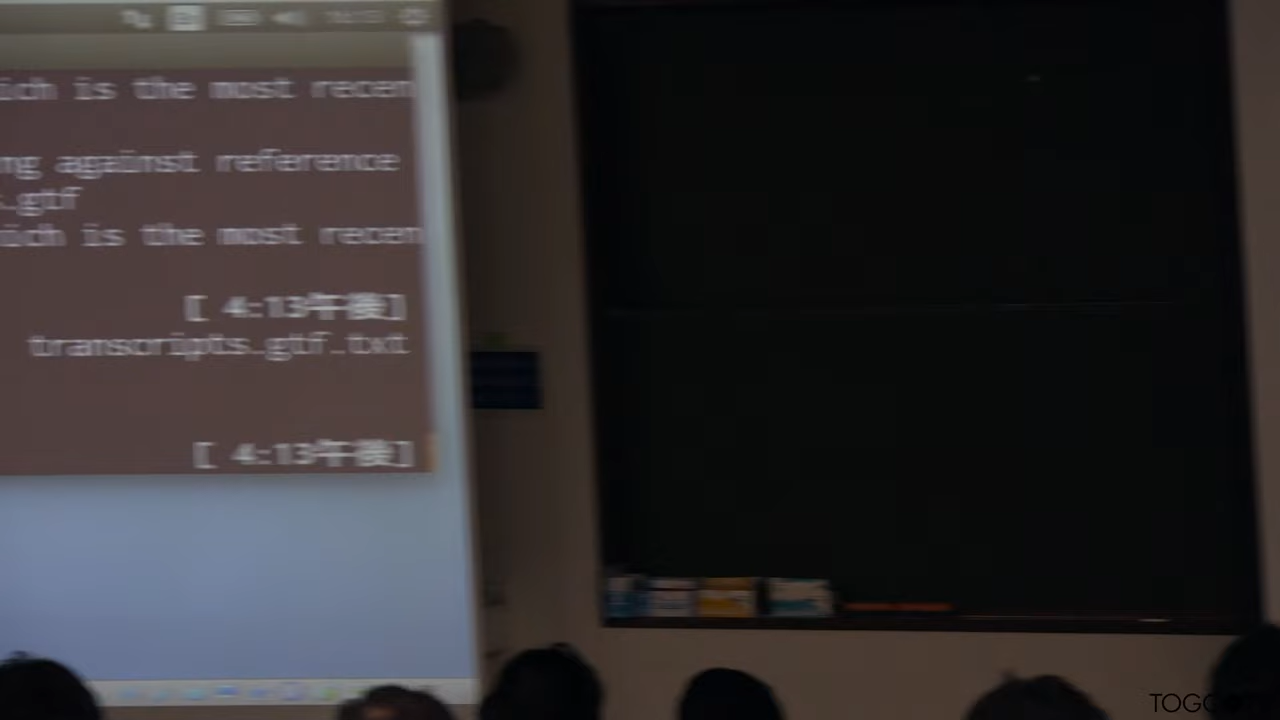 ich is the most recen
ng against reference
s.gtf
ich is the most recen
[ 4:13午後]
transcripts.gtf.txt
[ 4:13午後]